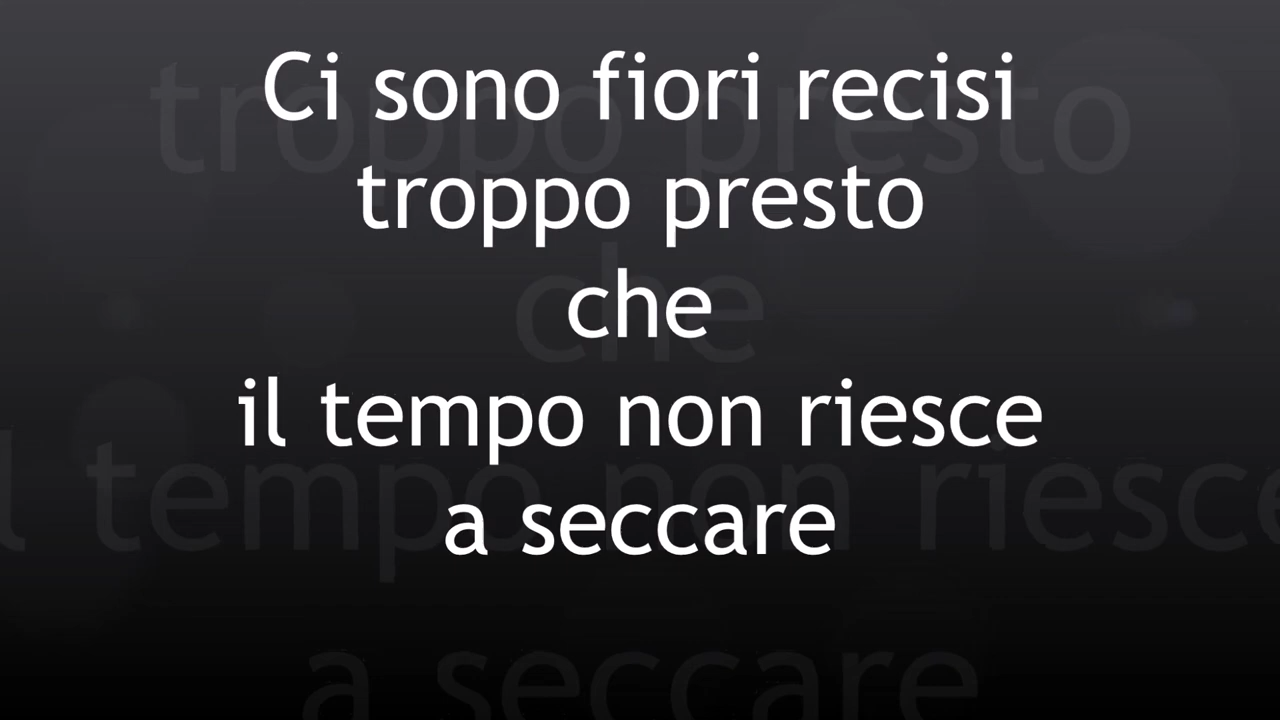 Ci sono fiori recisi
troppo presto
che
il tempo non riesce
a seccare